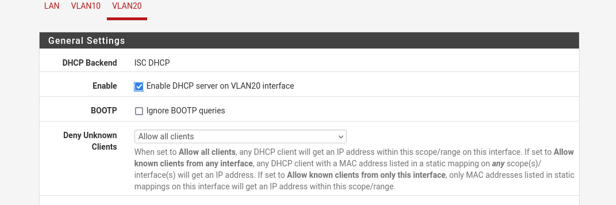 LAN VLAN10 VLAN20
General Settings
DHCP Backend ISC DHCP
Enable Enable DHCP server on VLAN20 interface
BOOTP Ignore BOOTP queries
Deny Unknown Clients Allow all clients
When set to Allow all clients, any DHCP client will get an IP address within this scope/range on this interface. If set to Allow
known clients from any interface, any DHCP client with a MAC address listed in a static mapping on any scope(s)/
interface(s) will get an IP address. If set to Allow known clients from only this interface, only MAC addresses listed in static
mappings on this interface will get an IP address within this scope/range.